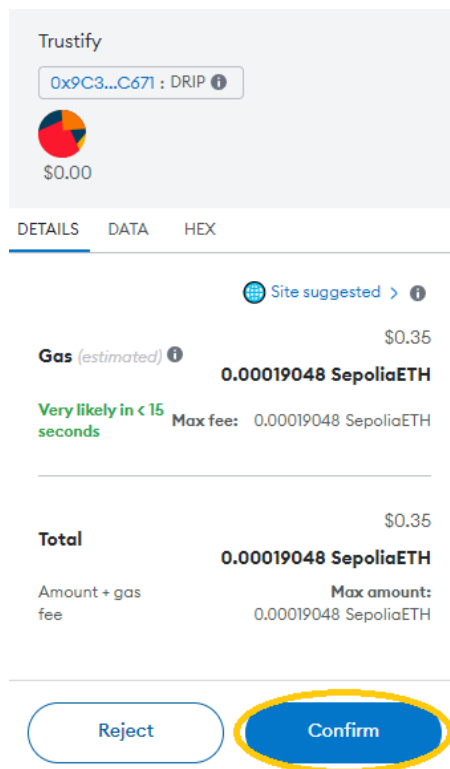 Trustify
0x9C3...C671 : DRIP
$0.00
DETAILS DATA HEX
Site suggested >
$0.35
Gas (estimated)
0.00019048 SepoliaETH
Very likely in < 15
seconds
Max fee: 0.00019048 SepoliaETH
$0.35
Total
0.00019048 SepoliaETH
Amount + gas
fee
Max amount:
0.00019048 SepoliaETH
Reject Confirm